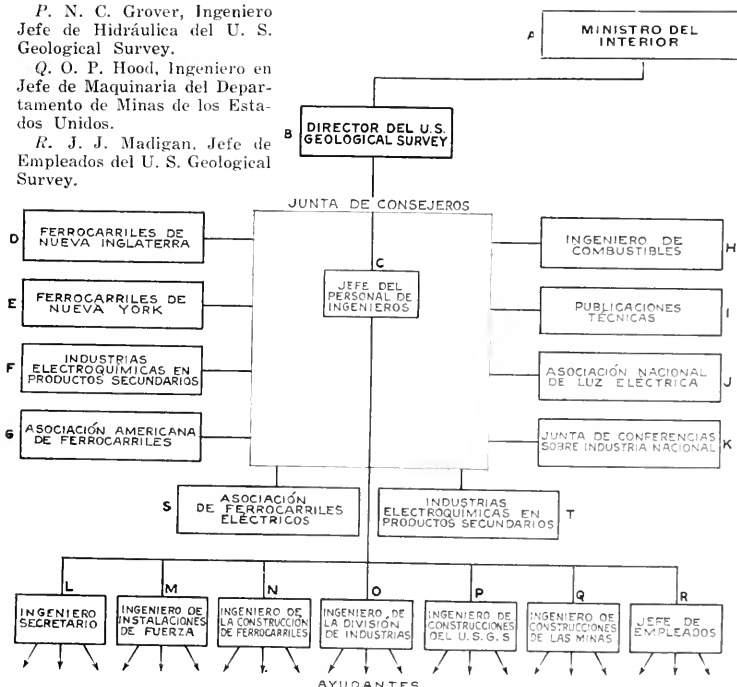 P. N. C. Grover, Ingeniero
Jefe de Hidráulica del U. S.
Geological Survey.
Q. O. P. Hood, Ingeniero en
Jefe de Maquinaria del Depar-
tamento de Minas de los Esta-
dos Unidos.
R. J. J. Madigan, Jefe de
Empleados del U. S. Geological
Survey.
A
MINISTRO DEL
INTERIOR
B
DIRECTOR DEL U.S.
GEOLOGICAL SURVEY
JUNTA DE CONSEJEROS
D
FERROCARRILES DE
NUEVA INGLATERRA
C
JEFE DEL
PERSONAL DE
INGENIEROS
INGENIERO DE
COMBUSTIBLES
H
E
FERROCARRILES DE
NUEVA YORK
PUBLICACIONES
TÉCNICAS
I
F
INDUSTRIAS
ELECTROQUÍMICAS EN
PRODUCTOS SECUNDARIOS
ASOCIACIÓN NACIONAL
DE LUZ ELÉCTRICA
J
G
ASOCIACIÓN AMERICANA
DE FERROCARRILES
JUNTA DE CONFERENCIAS
SOBRE INDUSTRIA NACIONAL
K
S
ASOCIACIÓN
DE FERROCARRILES
ELÉCTRICOS
INDUSTRIAS
ELECTROQUÍMICAS EN
PRODUCTOS SECUNDARIOS
T
L
INGENIERO
SECRETARIO
M
INGENIERO DE
INSTALACIONES
DE FUERZA
N
INGENIERO DE
LA CONSTRUCCIÓN
DE FERROCARRILES
O
INGENIERO DE
LA DIVISIÓN
DE INDUSTRIAS
P
INGENIERO DE
CONSTRUCCIONES
DEL U.S.G.S
Q
INGENIERO DE
CONSTRUCCIONES
DE LAS MINAS
R
JEFE DE
EMPLEADOS
AYUDANTES